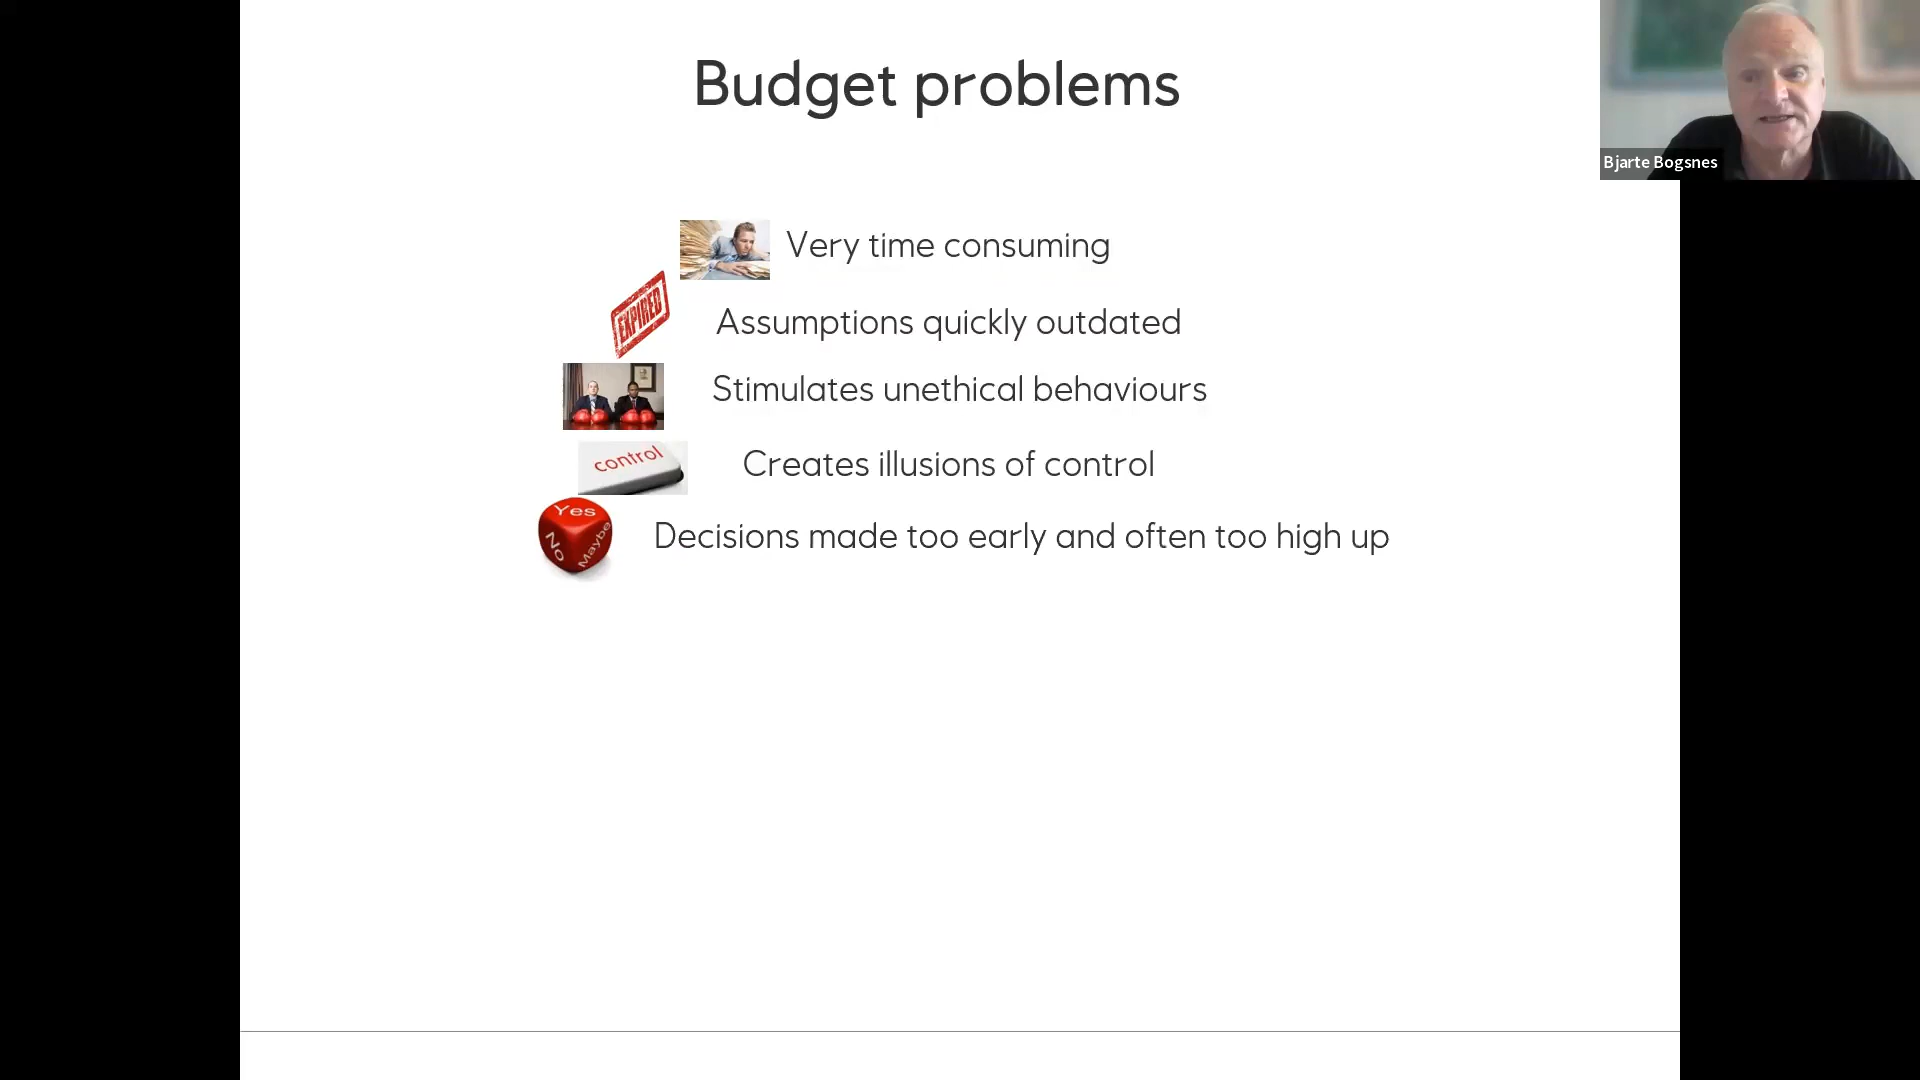 Budget problems
Bjarte Bogsnes
Very time consuming
EXPIRED
Assumptions quickly outdated
Stimulates unethical behaviours
control
Creates illusions of control
Yes
No
Maybe
Decisions made too early and often too high up